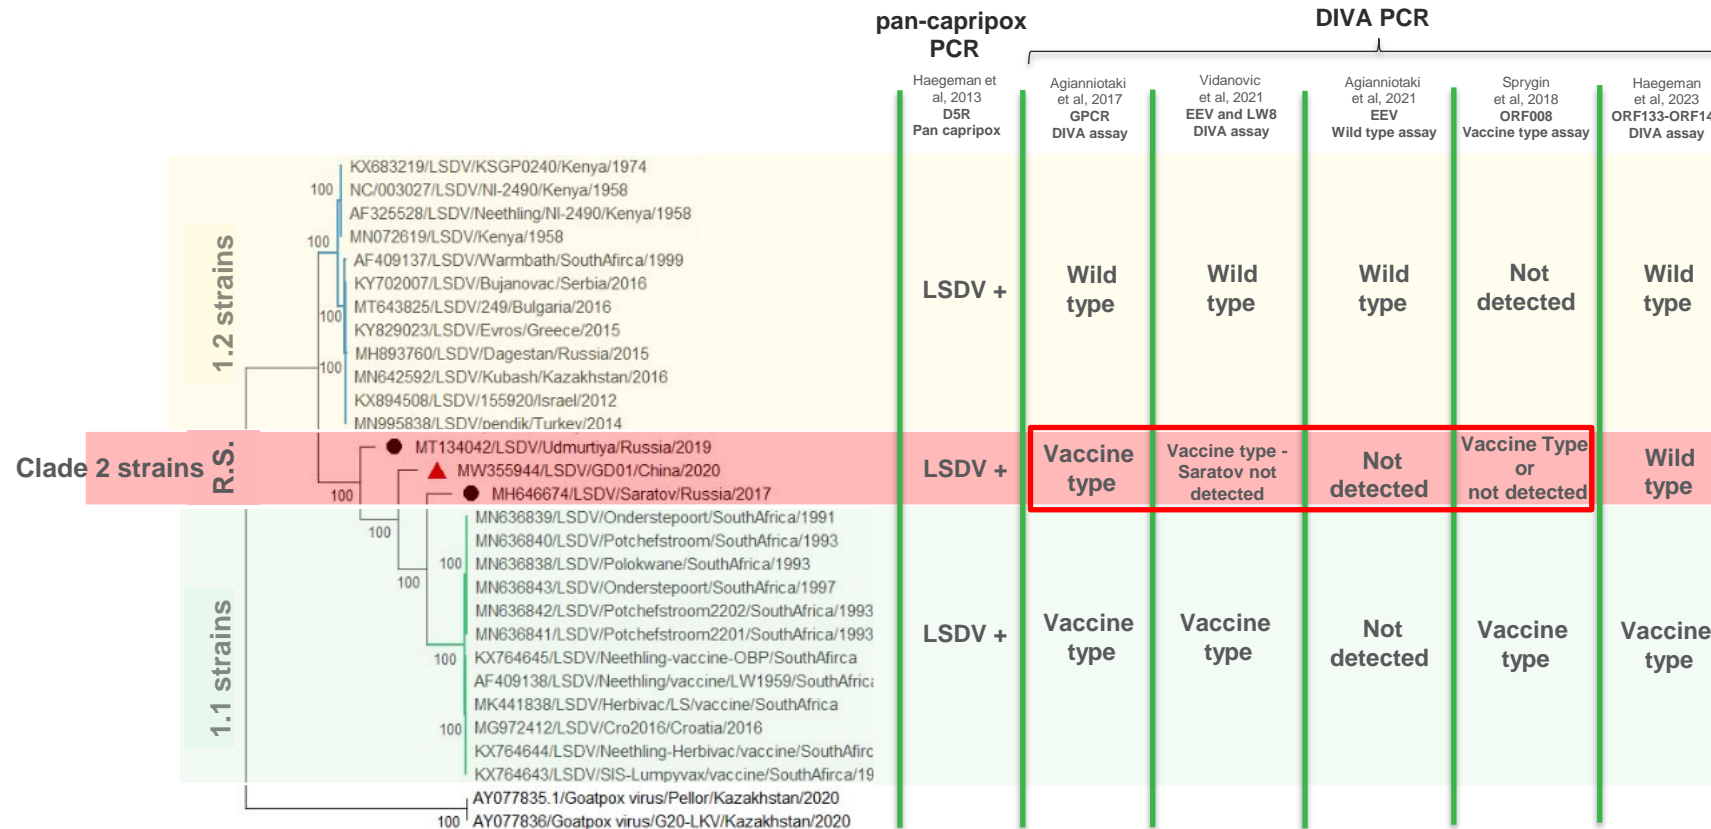 pan-capripox
PCR
DIVA PCR
Haegeman et
al, 2013
D5R
Pan capripox
Agianniotaki
et al, 2017
GPCR
DIVA assay
Vidanovic
et al, 2021
EEV and LW8
DIVA assay
Agianniotaki
et al, 2021
EEV
Wild type assay
Sprygin
et al, 2018
ORF008
Vaccine type assay
Haegeman
et al, 2023
ORF133-ORF14
DIVA assay
1.2 strains
KX683219/LSDV/KSGP0240/Kenya/1974
NC/003027/LSDV/NI-2490/Kenya/1958
AF325528/LSDV/Neethling/NI-2490/Kenya/1958
MN072619/LSDV/Kenya/1958
AF409137/LSDV/Warmbath/SouthAfirca/1999
KY702007/LSDV/Bujanovac/Serbia/2016
MT643825/LSDV/249/Bulgaria/2016
KY829023/LSDV/Evros/Greece/2015
MH893760/LSDV/Dagestan/Russia/2015
MN642592/LSDV/Kubash/Kazakhstan/2016
KX894508/LSDV/155920/Israel/2012
MN995838/LSDV/pendik/Turkey/2014
100
100
100
100
LSDV +
Wild
type
Wild
type
Wild
type
Not
detected
Wild
type
Clade 2 strains
R.S.
MT134042/LSDV/Udmurtiya/Russia/2019
MW355944/LSDV/GD01/China/2020
MH646674/LSDV/Saratov/Russia/2017
100
LSDV +
Vaccine
type
Vaccine type -
Saratov not
detected
Not
detected
Vaccine Type
or
not detected
Wild
type
1.1 strains
MN636839/LSDV/Onderstepoort/SouthAfrica/1991
MN636840/LSDV/Potchefstroom/SouthAfrica/1993
MN636838/LSDV/Polokwane/SouthAfrica/1993
MN636843/LSDV/Onderstepoort/SouthAfrica/1997
MN636842/LSDV/Potchefstroom2202/SouthAfrica/1993
MN636841/LSDV/Potchefstroom2201/SouthAfrica/1993
KX764645/LSDV/Neethling-vaccine-OBP/SouthAfirca
AF409138/LSDV/Neethling/vaccine/LW1959/SouthAfrica
MK441838/LSDV/Herbivac/LS/vaccine/SouthAfrica
MG972412/LSDV/Cro2016/Croatia/2016
KX764644/LSDV/Neethling-Herbivac/vaccine/SouthAfirc
KX764643/LSDV/SIS-Lumpyvax/vaccine/SouthAfirca/19
100
100
100
100
100
LSDV +
Vaccine
type
Vaccine
type
Not
detected
Vaccine
type
Vaccine
type
AY077835.1/Goatpox virus/Pellor/Kazakhstan/2020
AY077836/Goatpox virus/G20-LKV/Kazakhstan/2020
100